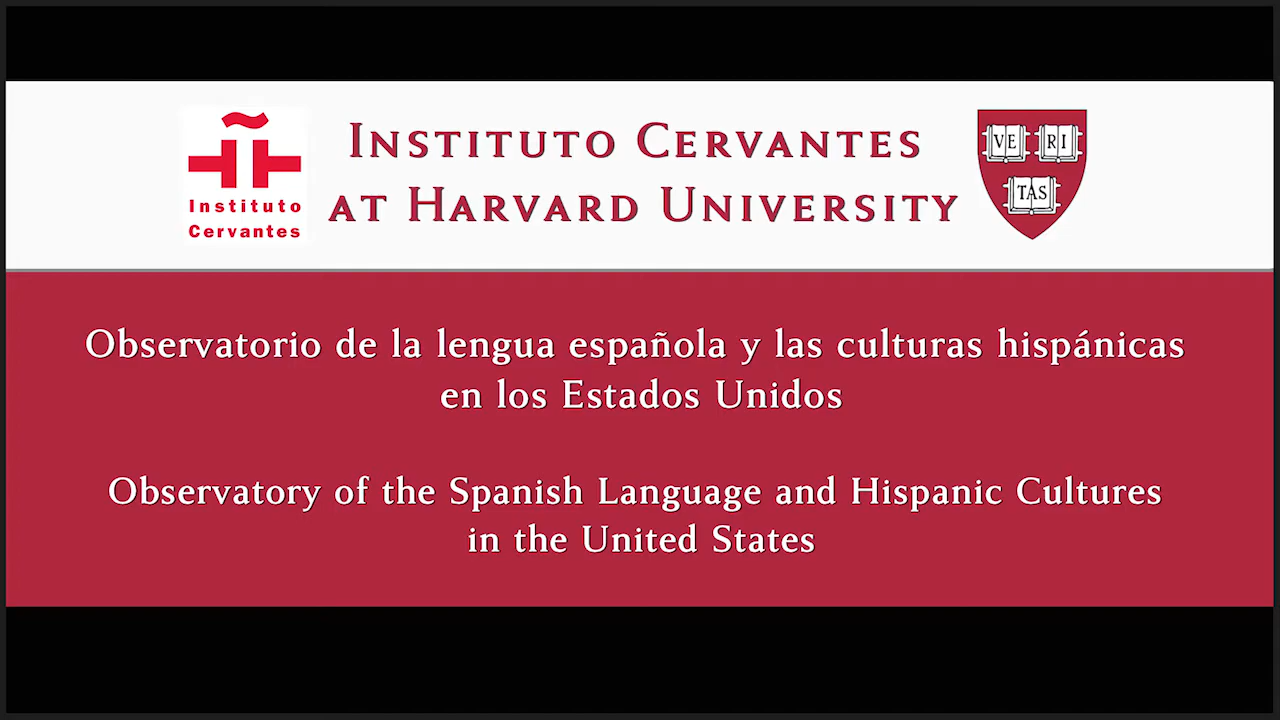 Instituto
Cervantes
INSTITUTO CERVANTES
AT HARVARD UNIVERSITY
VE RI
TAS
Observatorio de la lengua española y las culturas hispánicas
en los Estados Unidos
Observatory of the Spanish Language and Hispanic Cultures
in the United States